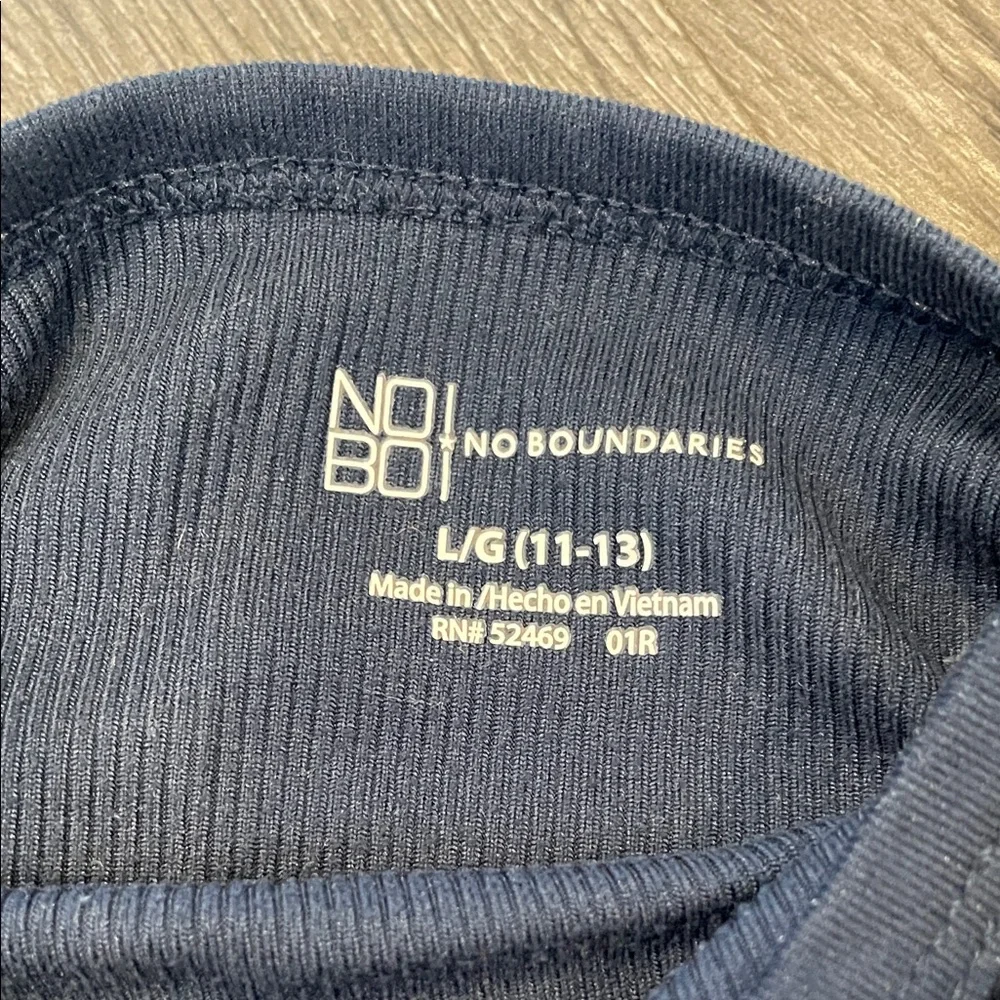 NO
BO
NO BOUNDARIES
L/G (11-13)
Made in /Hecho en Vietnam
RN# 52469 01R